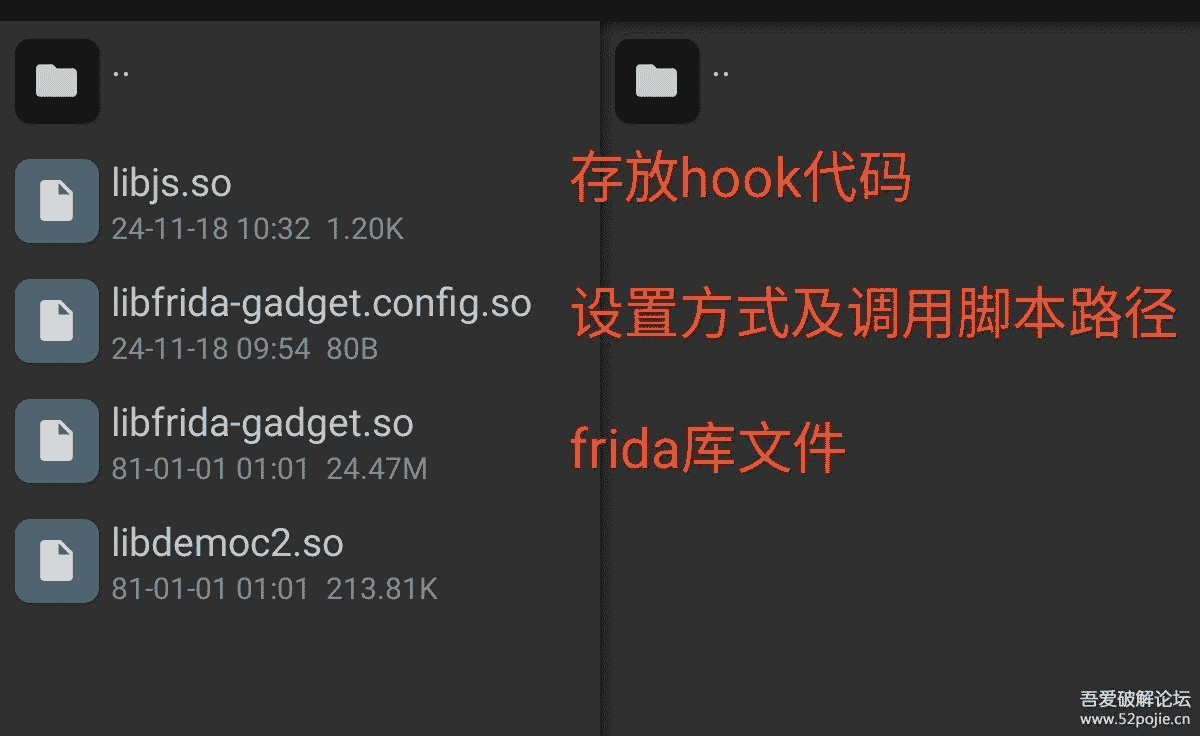 ..
..
libjs.so
24-11-18 10:32 1.20K
存放hook代码
libfrida-gadget.config.so
24-11-18 09:54 80B
设置方式及调用脚本路径
libfrida-gadget.so
81-01-01 01:01 24.47M
frida库文件
libdemoc2.so
81-01-01 01:01 213.81K
吾爱破解论坛
www.52pojie.cn